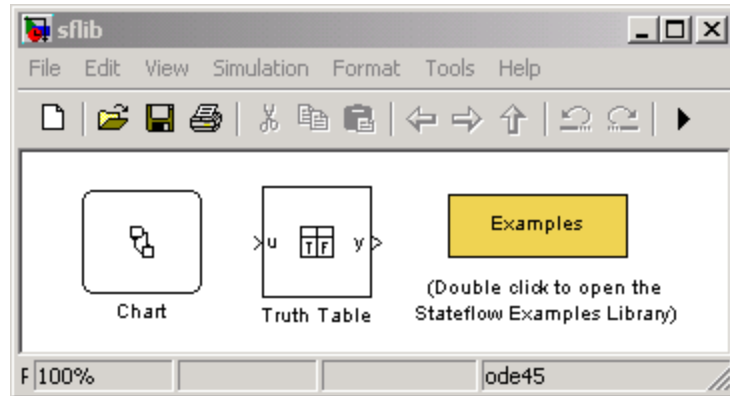 sflib
File Edit View Simulation Format Tools Help
u T F y
Examples
Chart
Truth Table
(Double click to open the
Stateflow Examples Library)
F 100% ode45